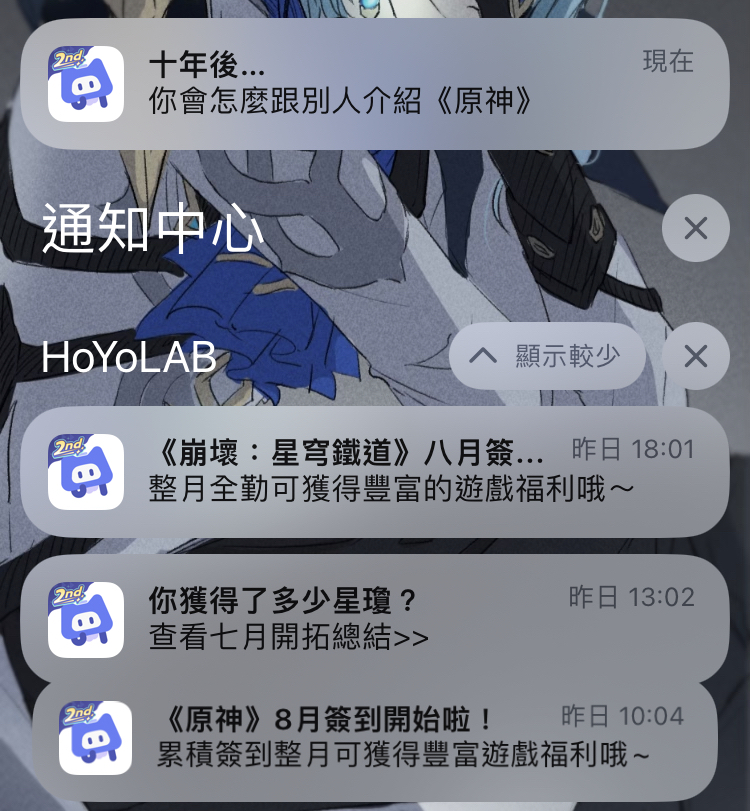 2nd
十年後...
現在
你會怎麼跟別人介紹《原神》
通知中心
HoYoLAB
顯示較少
2nd
《崩壞：星穹鐵道》八月簽...
昨日 18:01
整月全勤可獲得豐富的遊戲福利哦～
2nd
你獲得了多少星瓊？
昨日 13:02
查看七月開拓總結>>
2nd
《原神》8月簽到開始啦！
昨日 10:04
累積簽到整月可獲得豐富遊戲福利哦~